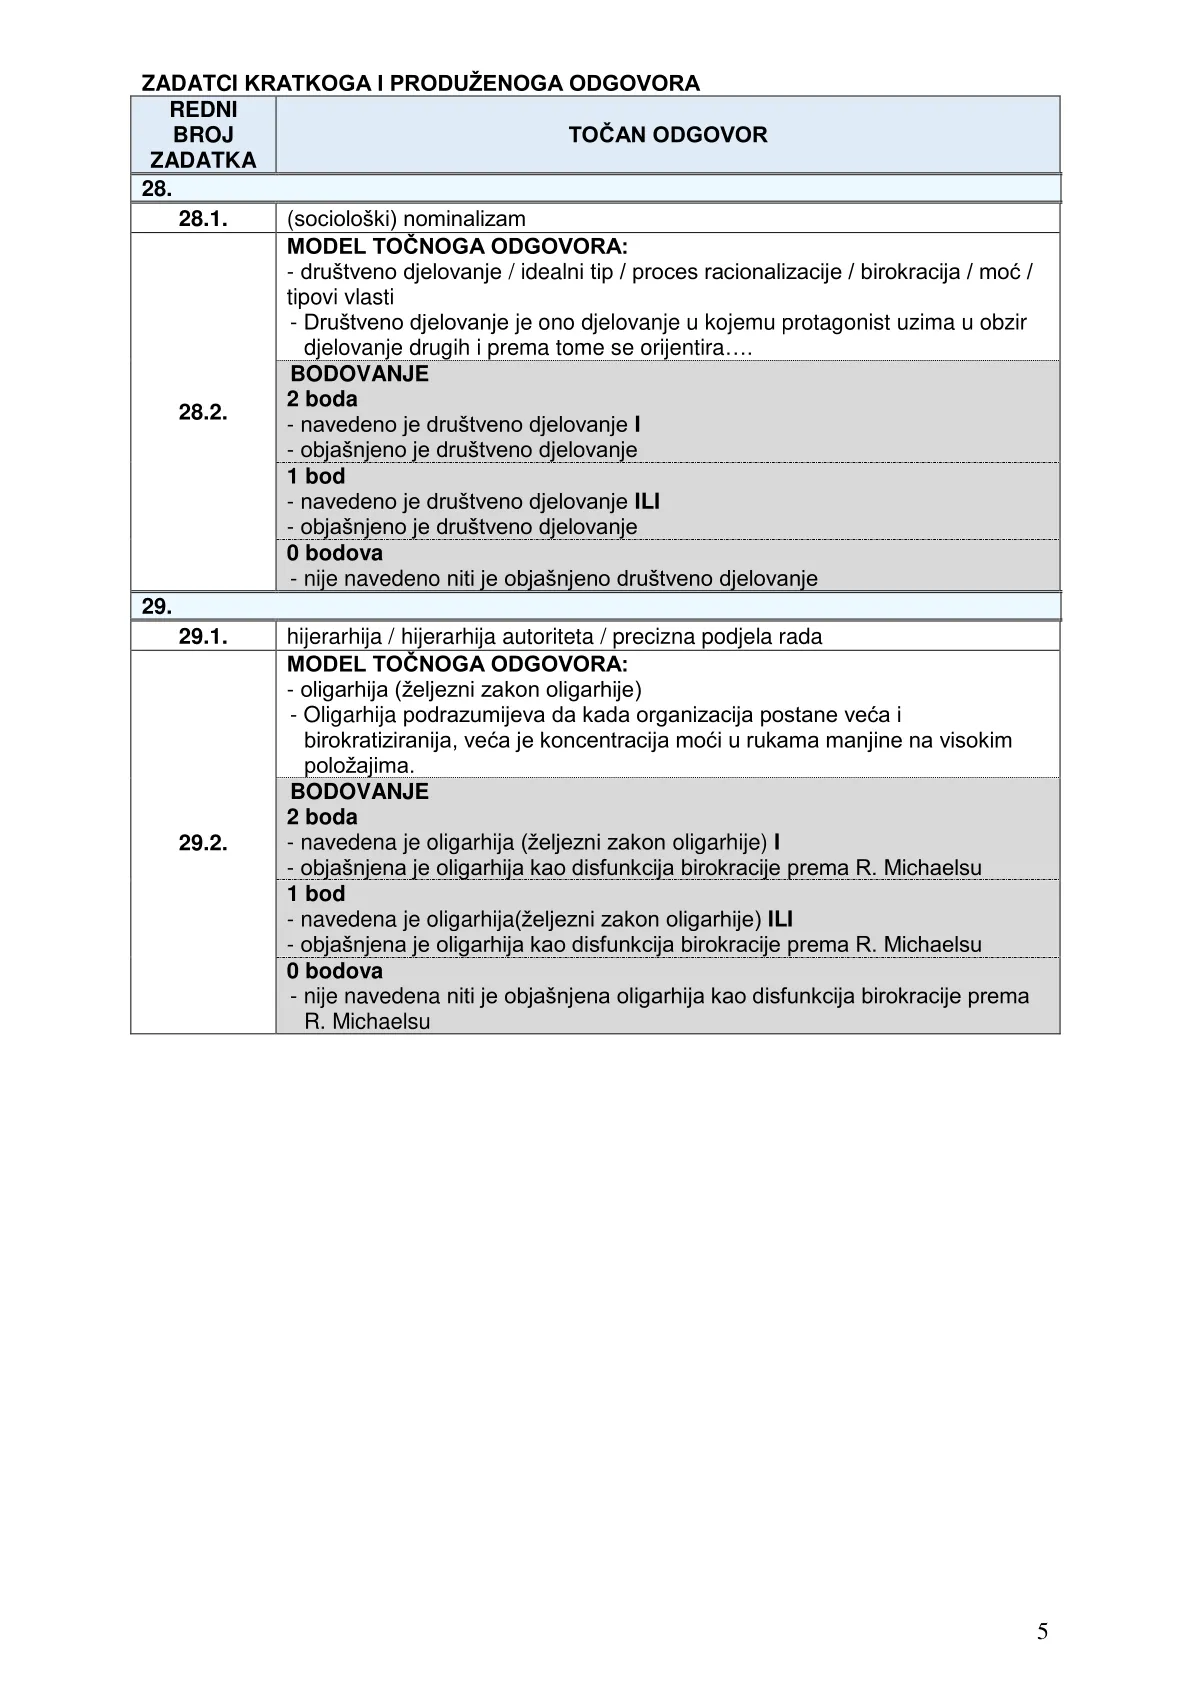 ZADATCI KRATKOGA I PRODUŽENOGA ODGOVORA
REDNI
BROJ
ZADATKA
TOČAN ODGOVOR
28.
28.1.
(sociološki) nominalizam
28.2.
MODEL TOČNOGA ODGOVORA:
- društveno djelovanje / idealni tip / proces racionalizacije / birokracija / moć /
tipovi vlasti
- Društveno djelovanje je ono djelovanje u kojemu protagonist uzima u obzir
djelovanje drugih i prema tome se orijentira….
BODOVANJE
2 boda
- navedeno je društveno djelovanje I
- objašnjeno je društveno djelovanje
1 bod
- navedeno je društveno djelovanje ILI
- objašnjeno je društveno djelovanje
0 bodova
- nije navedeno niti je objašnjeno društveno djelovanje
29.
29.1.
hijerarhija / hijerarhija autoriteta / precizna podjela rada
29.2.
MODEL TOČNOGA ODGOVORA:
- oligarhija (željezni zakon oligarhije)
- Oligarhija podrazumijeva da kada organizacija postane veća i
birokratiziranija, veća je koncentracija moći u rukama manjine na visokim
položajima.
BODOVANJE
2 boda
- navedena je oligarhija (željezni zakon oligarhije) I
- objašnjena je oligarhija kao disfunkcija birokracije prema R. Michaelsu
1 bod
- navedena je oligarhija(željezni zakon oligarhije) ILI
- objašnjena je oligarhija kao disfunkcija birokracije prema R. Michaelsu
0 bodova
- nije navedena niti je objašnjena oligarhija kao disfunkcija birokracije prema
R. Michaelsu
5